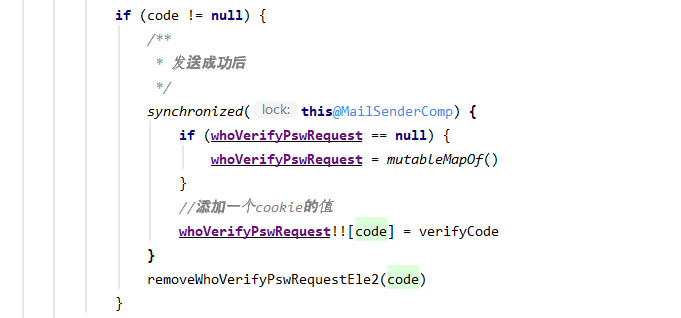 if (code != null) {
/**
* 发送成功后
*/
synchronized( lock: this@MailSenderComp) {
if (whoVerifyPswRequest == null) {
whoVerifyPswRequest = mutableMapOf()
}
//添加一个cookie的值
whoVerifyPswRequest!![code] = verifyCode
}
removeWhoVerifyPswRequestEle2(code)
}